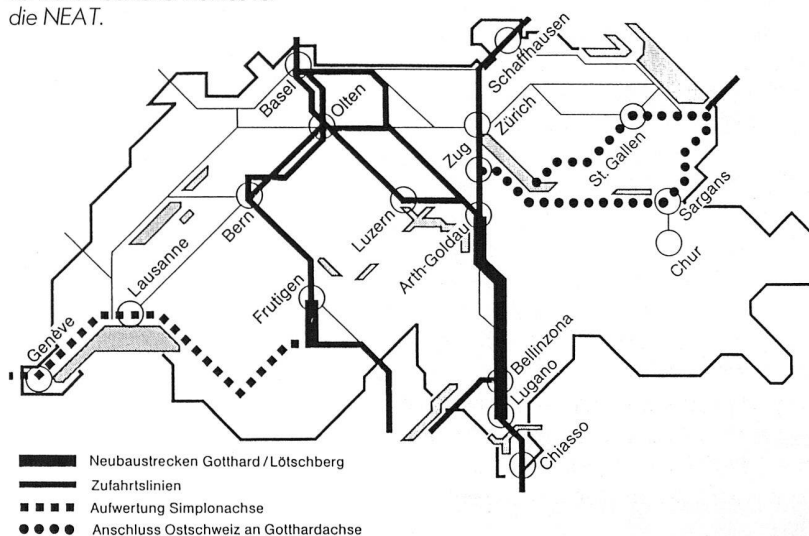 die NEAT.
Schaffhausen
Basel
Olten
Zürich
Zug
St. Gallen
Sargans
Chur
Bern
Luzern
Arth-Goldau
Lausanne
Frutigen
Genève
Bellinzona
Lugano
Chiasso
Neubaustrecken Gotthard/Lötschberg
Zufahrtslinien
Aufwertung Simplonachse
Anschluss Ostschweiz an Gotthardachse